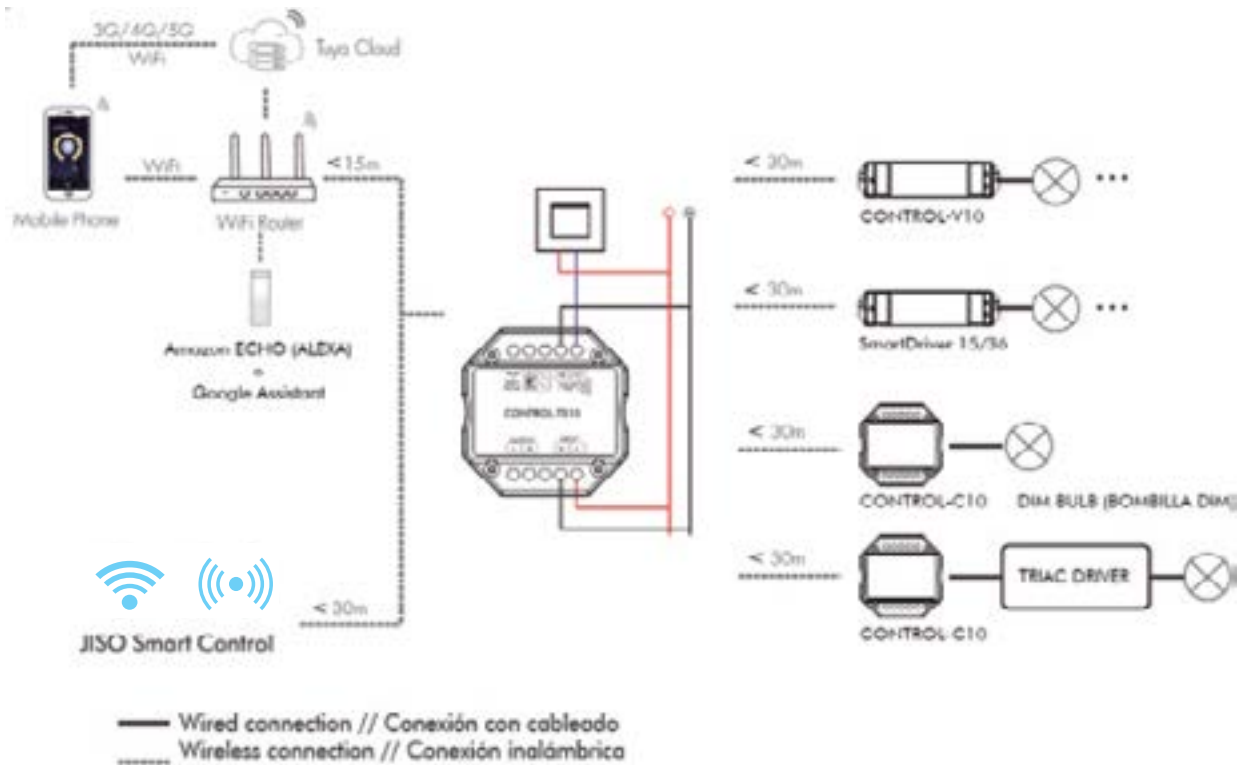 3G/4G/5G
WiFi
Tuya Cloud
WiFi
< 15m
Mobile Phone
WiFi Router
Amazon ECHO (ALEXA)
o
Google Assistant
< 30m
CONTROL-V10
< 30m
SmartDriver 15/36
< 30m
CONTROL-C10
DIM BULB (BOMBILLA DIM)
< 30m
TRIAC DRIVER
CONTROL-C10
< 30m
JISO Smart Control
Wired connection // Conexión con cableado
Wireless connection // Conexión inalámbrica